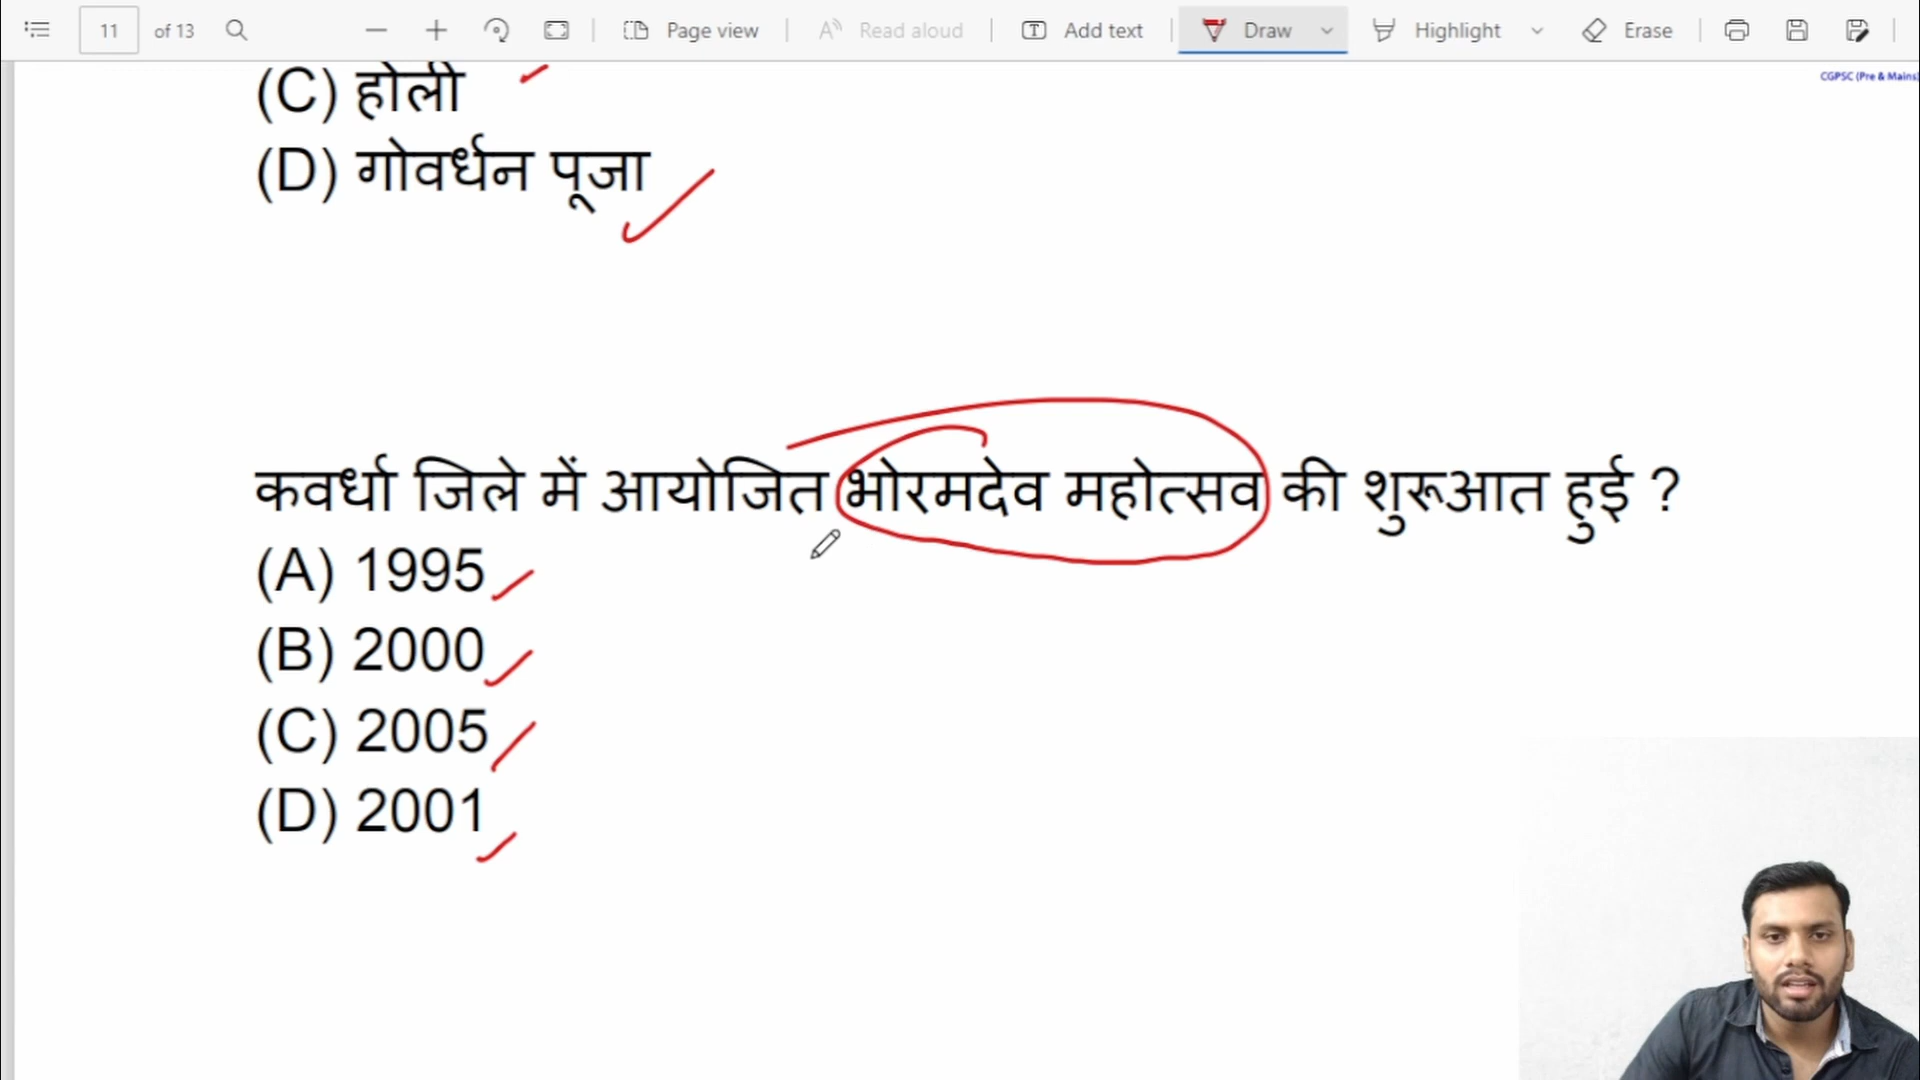 11 of 13 Page view Read aloud Add text Draw Highlight Erase
CGPSC (Pre & Mains)
(C) होली
(D) गोवर्धन पूजा
कवर्धा जिले में आयोजित भोरमदेव महोत्सव की शुरूआत हुई ?
(A) 1995
(B) 2000
(C) 2005
(D) 2001